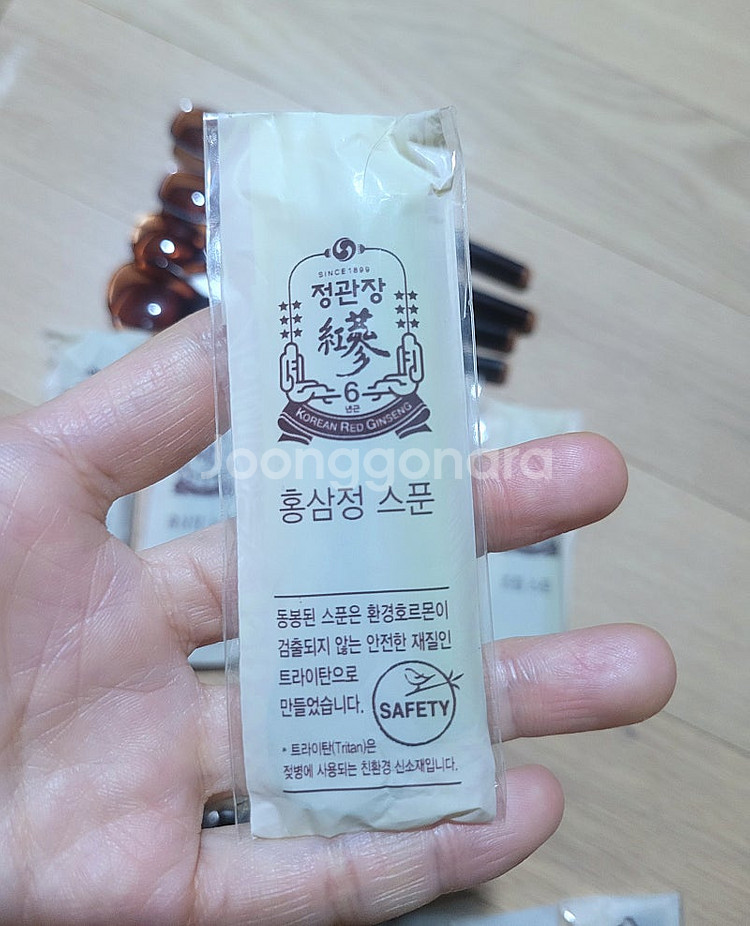 SINCE 1899
정관장
紅蔘
6
년근
KOREAN RED GINSENG
Joonggonara
홍삼정 스푼
동봉된 스푼은 환경호르몬이
검출되지 않는 안전한 재질인
트라이탄으로
만들었습니다.
SAFETY
* 트라이탄(Tritan)은
젖병에 사용되는 친환경 신소재입니다.